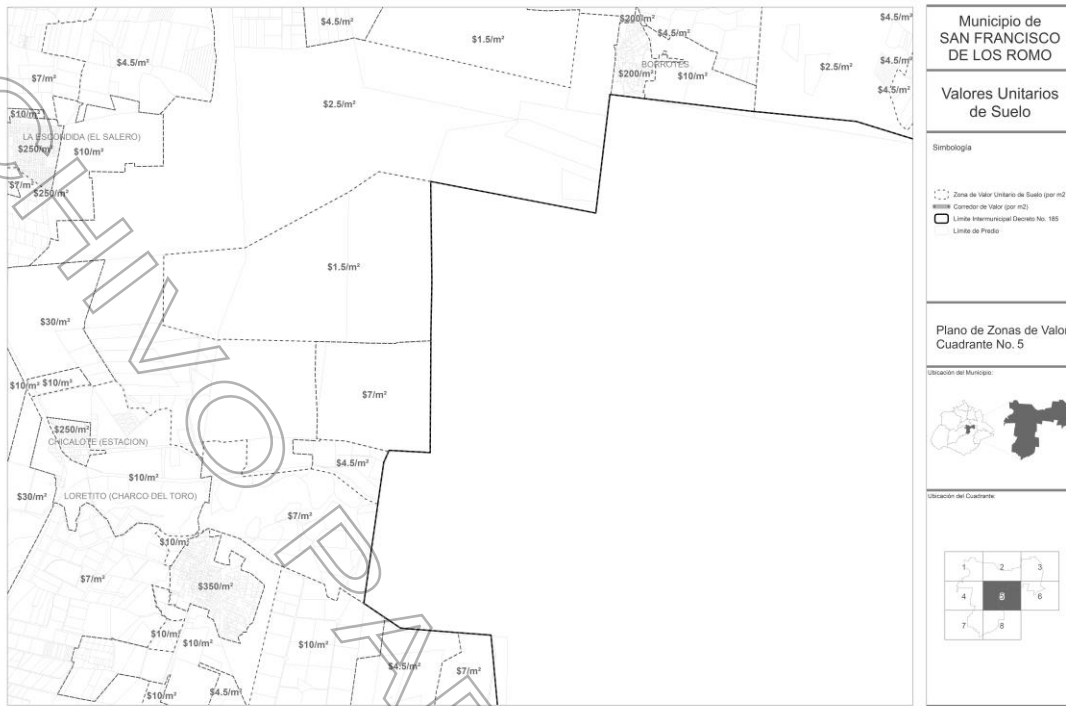 $4.5/m²
$200/m²
$4.5/m²
$4.5/m²
$1.5/m²
$4.5/m²
$4.5/m²
BORROTES
$2.5/m²
$7/m²
$200/m²
$10/m²
$4.5/m²
$2.5/m²
$10/m²
LA ESCONDIDA (EL SALERO)
$250/m²
$10/m²
$7/m²
$250/m²
$1.5/m²
$30/m²
$10/m²
$10/m²
$7/m²
$250/m²
CHICALOTE (ESTACION)
$4.5/m²
$10/m²
$30/m²
LORETITO (CHARCO DEL TORO)
$7/m²
$10/m²
$7/m²
$350/m²
$10/m²
$10/m²
$10/m²
$4.5/m²
$7/m²
$10/m²
$4.5/m²
Municipio de
SAN FRANCISCO
DE LOS ROMO
Valores Unitarios
de Suelo
Simbología
Zona de Valor Unitario de Suelo (por m2
Corredor de Valor (por m2)
Límite Intermunicipal Decreto No. 185
Límite de Predio
Plano de Zonas de Valor
Cuadrante No. 5
Ubicación del Municipio:
Ubicación del Cuadrante:
1 2 3
4 5 6
7 8
CHIVO PA